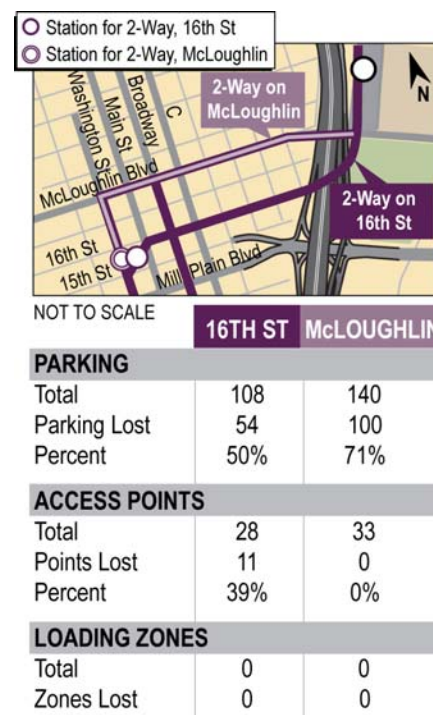 Station for 2-Way, 16th St
Station for 2-Way, McLoughlin
Washington St
Main St
Broadway
C
2-Way on
McLoughlin
N
McLoughlin Blvd
2-Way on
16th St
16th St
15th St
Mill Plain Blvd
NOT TO SCALE
16TH ST McLOUGHLIN
PARKING
Total 108 140
Parking Lost 54 100
Percent 50% 71%
ACCESS POINTS
Total 28 33
Points Lost 11 0
Percent 39% 0%
LOADING ZONES
Total 0 0
Zones Lost 0 0